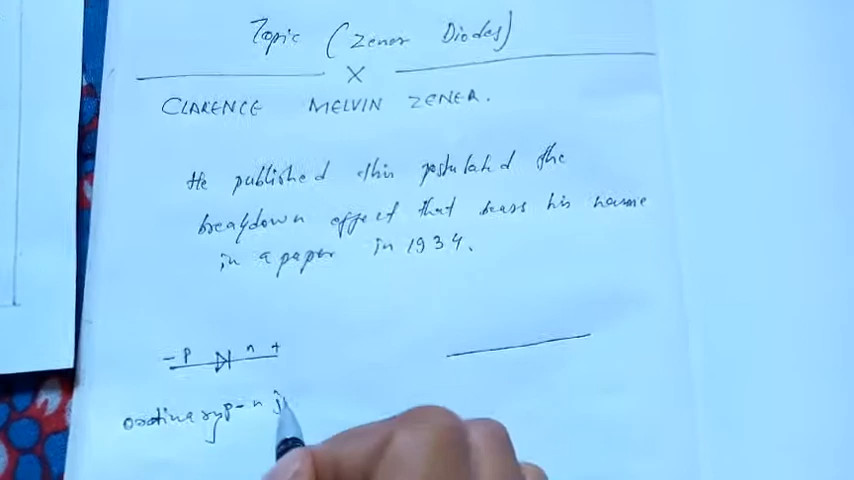 Topic (Zener Diodes)
X
CLARENCE MELVIN ZENER.
He published this postulated the
breakdown effect that bears his name
in a paper in 1934.
- P n +
ordinary p-n j